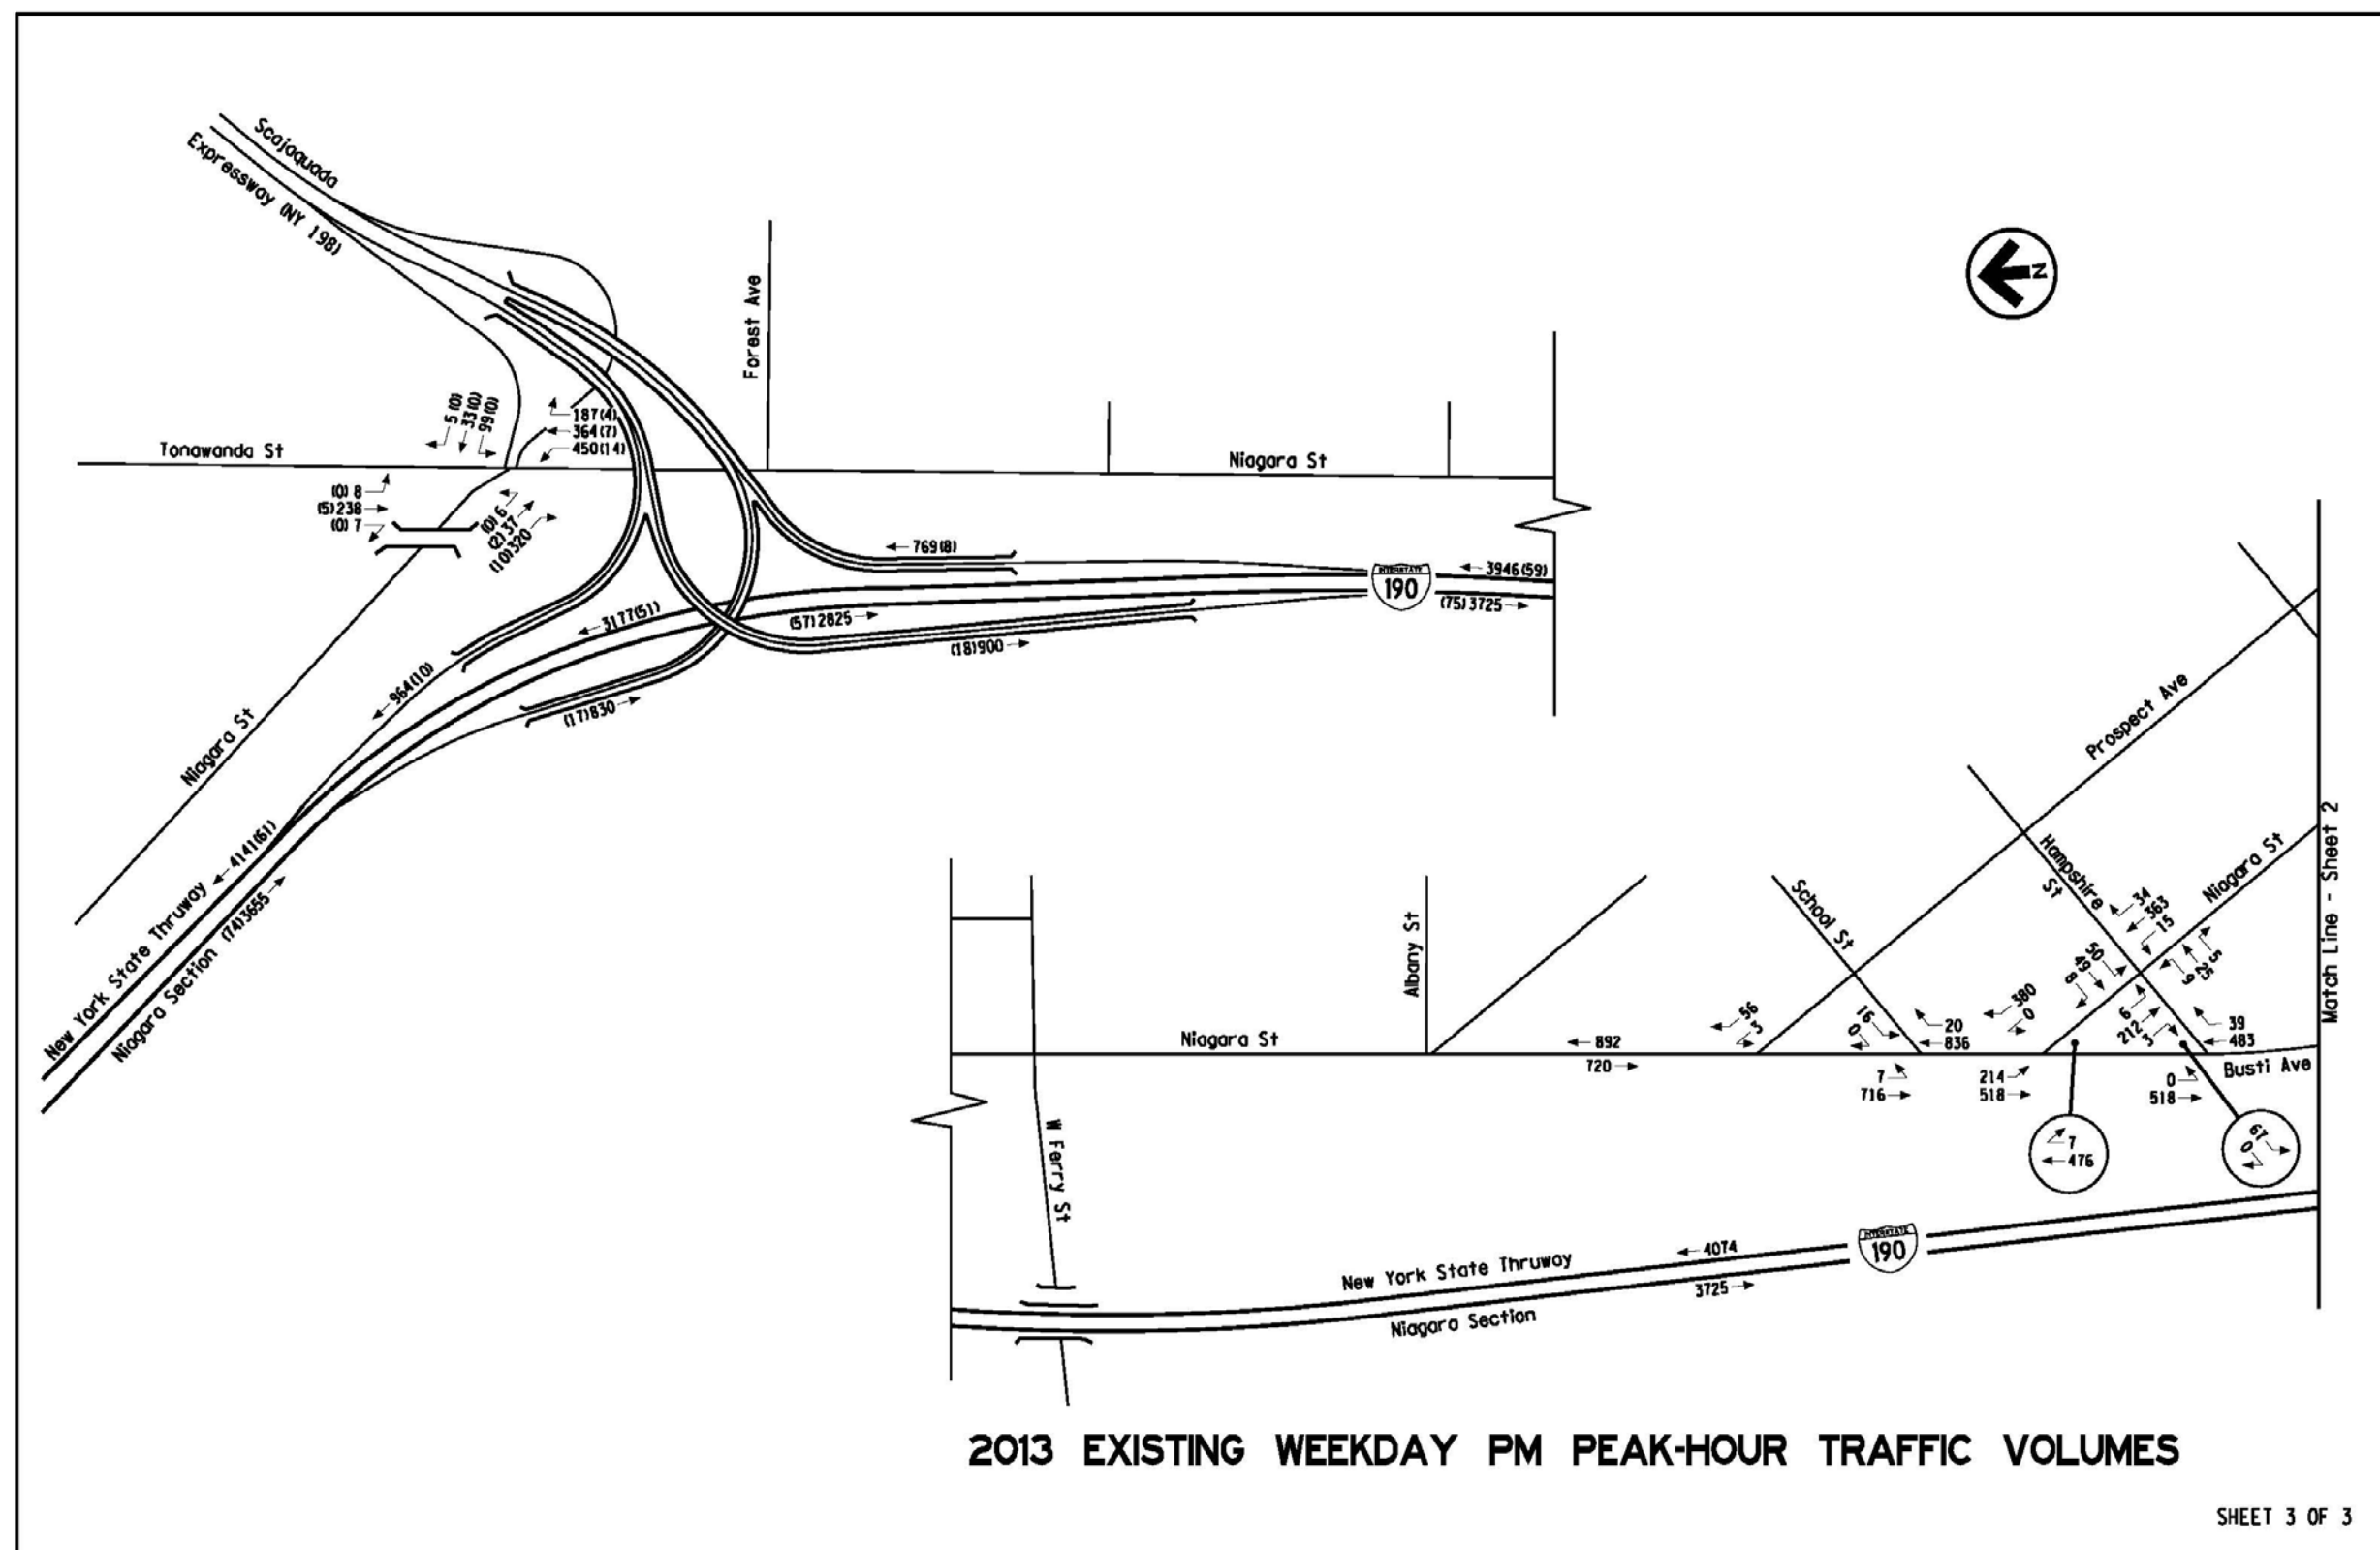 Scajaquada
Expressway (NY 198)
Forest Ave
N
5 (0)
33 (0)
99 (0)
187(4)
364(7)
450(14)
Tonawanda St
Niagara St
(0) 8
(5) 238
(0) 7
(0) 6
(2) 37
(10) 320
769(8)
INTERSTATE
190
3946(59)
(75) 3725
3177(51)
(57) 2825
(18) 900
964(10)
(17) 830
Niagara St
4141(61)
New York State Thruway
(74) 3655
Niagara Section
Prospect Ave
Match Line - Sheet 2
Hampshire
St
Niagara St
School St
Albany St
34
363
15
50
49
8
5
25
9
380
0
56
3
16
0
20
836
6
212
3
39
483
Niagara St
892
720
7
716
214
518
0
518
Busti Ave
W Ferry St
7
476
67
0
INTERSTATE
190
4074
New York State Thruway
3725
Niagara Section
2013 EXISTING WEEKDAY PM PEAK-HOUR TRAFFIC VOLUMES
SHEET 3 OF 3